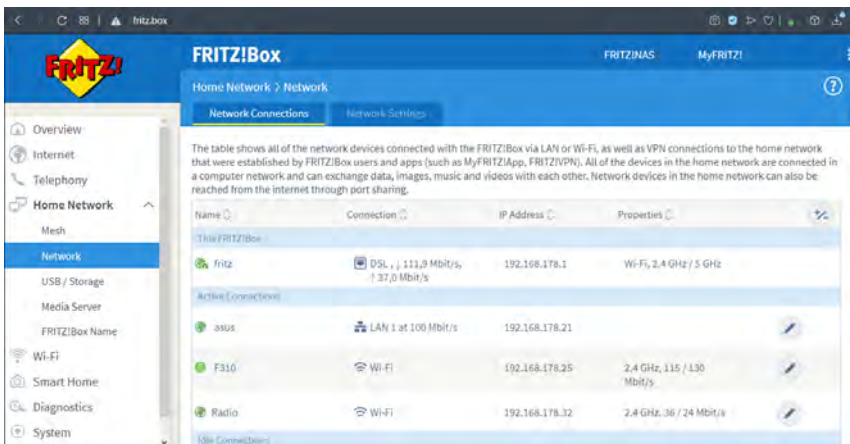 fritz.box
FRITZ!
FRITZ!Box
FRITZ!NAS
MyFRITZ!
Home Network > Network
Network Connections
Network Settings
Overview
Internet
Telephony
Home Network
Mesh
Network
USB / Storage
Media Server
FRITZ!Box Name
Wi-Fi
Smart Home
Diagnostics
System
The table shows all of the network devices connected with the FRITZ!Box via LAN or Wi-Fi, as well as VPN connections to the home network
that were established by FRITZ!Box users and apps (such as MyFRITZ!App, FRITZ!VPN). All of the devices in the home network are connected in
a computer network and can exchange data, images, music and videos with each other. Network devices in the home network can also be
reached from the internet through port sharing.
Name Connection IP Address Properties
This FRITZ!Box
fritz DSL, ↓ 111,9 Mbit/s, 192.168.178.1 Wi-Fi, 2,4 GHz / 5 GHz
↑ 37,0 Mbit/s
Active Connections
asus LAN 1 at 100 Mbit/s 192.168.178.21
F310 Wi-Fi 192.168.178.25 2,4 GHz, 115 / 130
Mbit/s
Radio Wi-Fi 192.168.178.32 2,4 GHz, 36 / 24 Mbit/s
Idle Connections